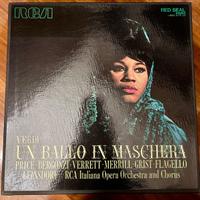 RCA
RED SEAL
VERDI
UN BALLO IN MASCHERA
PRICE·BERGONZI·VERRETT·MERRILL·GRIST·FLAGELLO
LEINSDORF RCA Italiana Opera Orchestra and Chorus